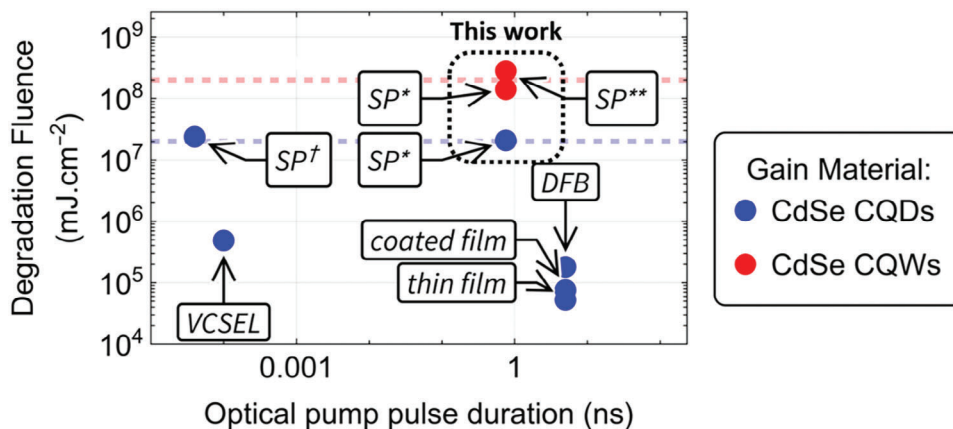 This work
10⁹
10⁸
10⁷
10⁶
10⁵
10⁴
Degradation Fluence
(mJ.cm⁻²)
SP*
SP**
SP†
SP*
DFB
coated film
thin film
VCSEL
0.001
1
Optical pump pulse duration (ns)
Gain Material:
CdSe CQDs
CdSe CQWs